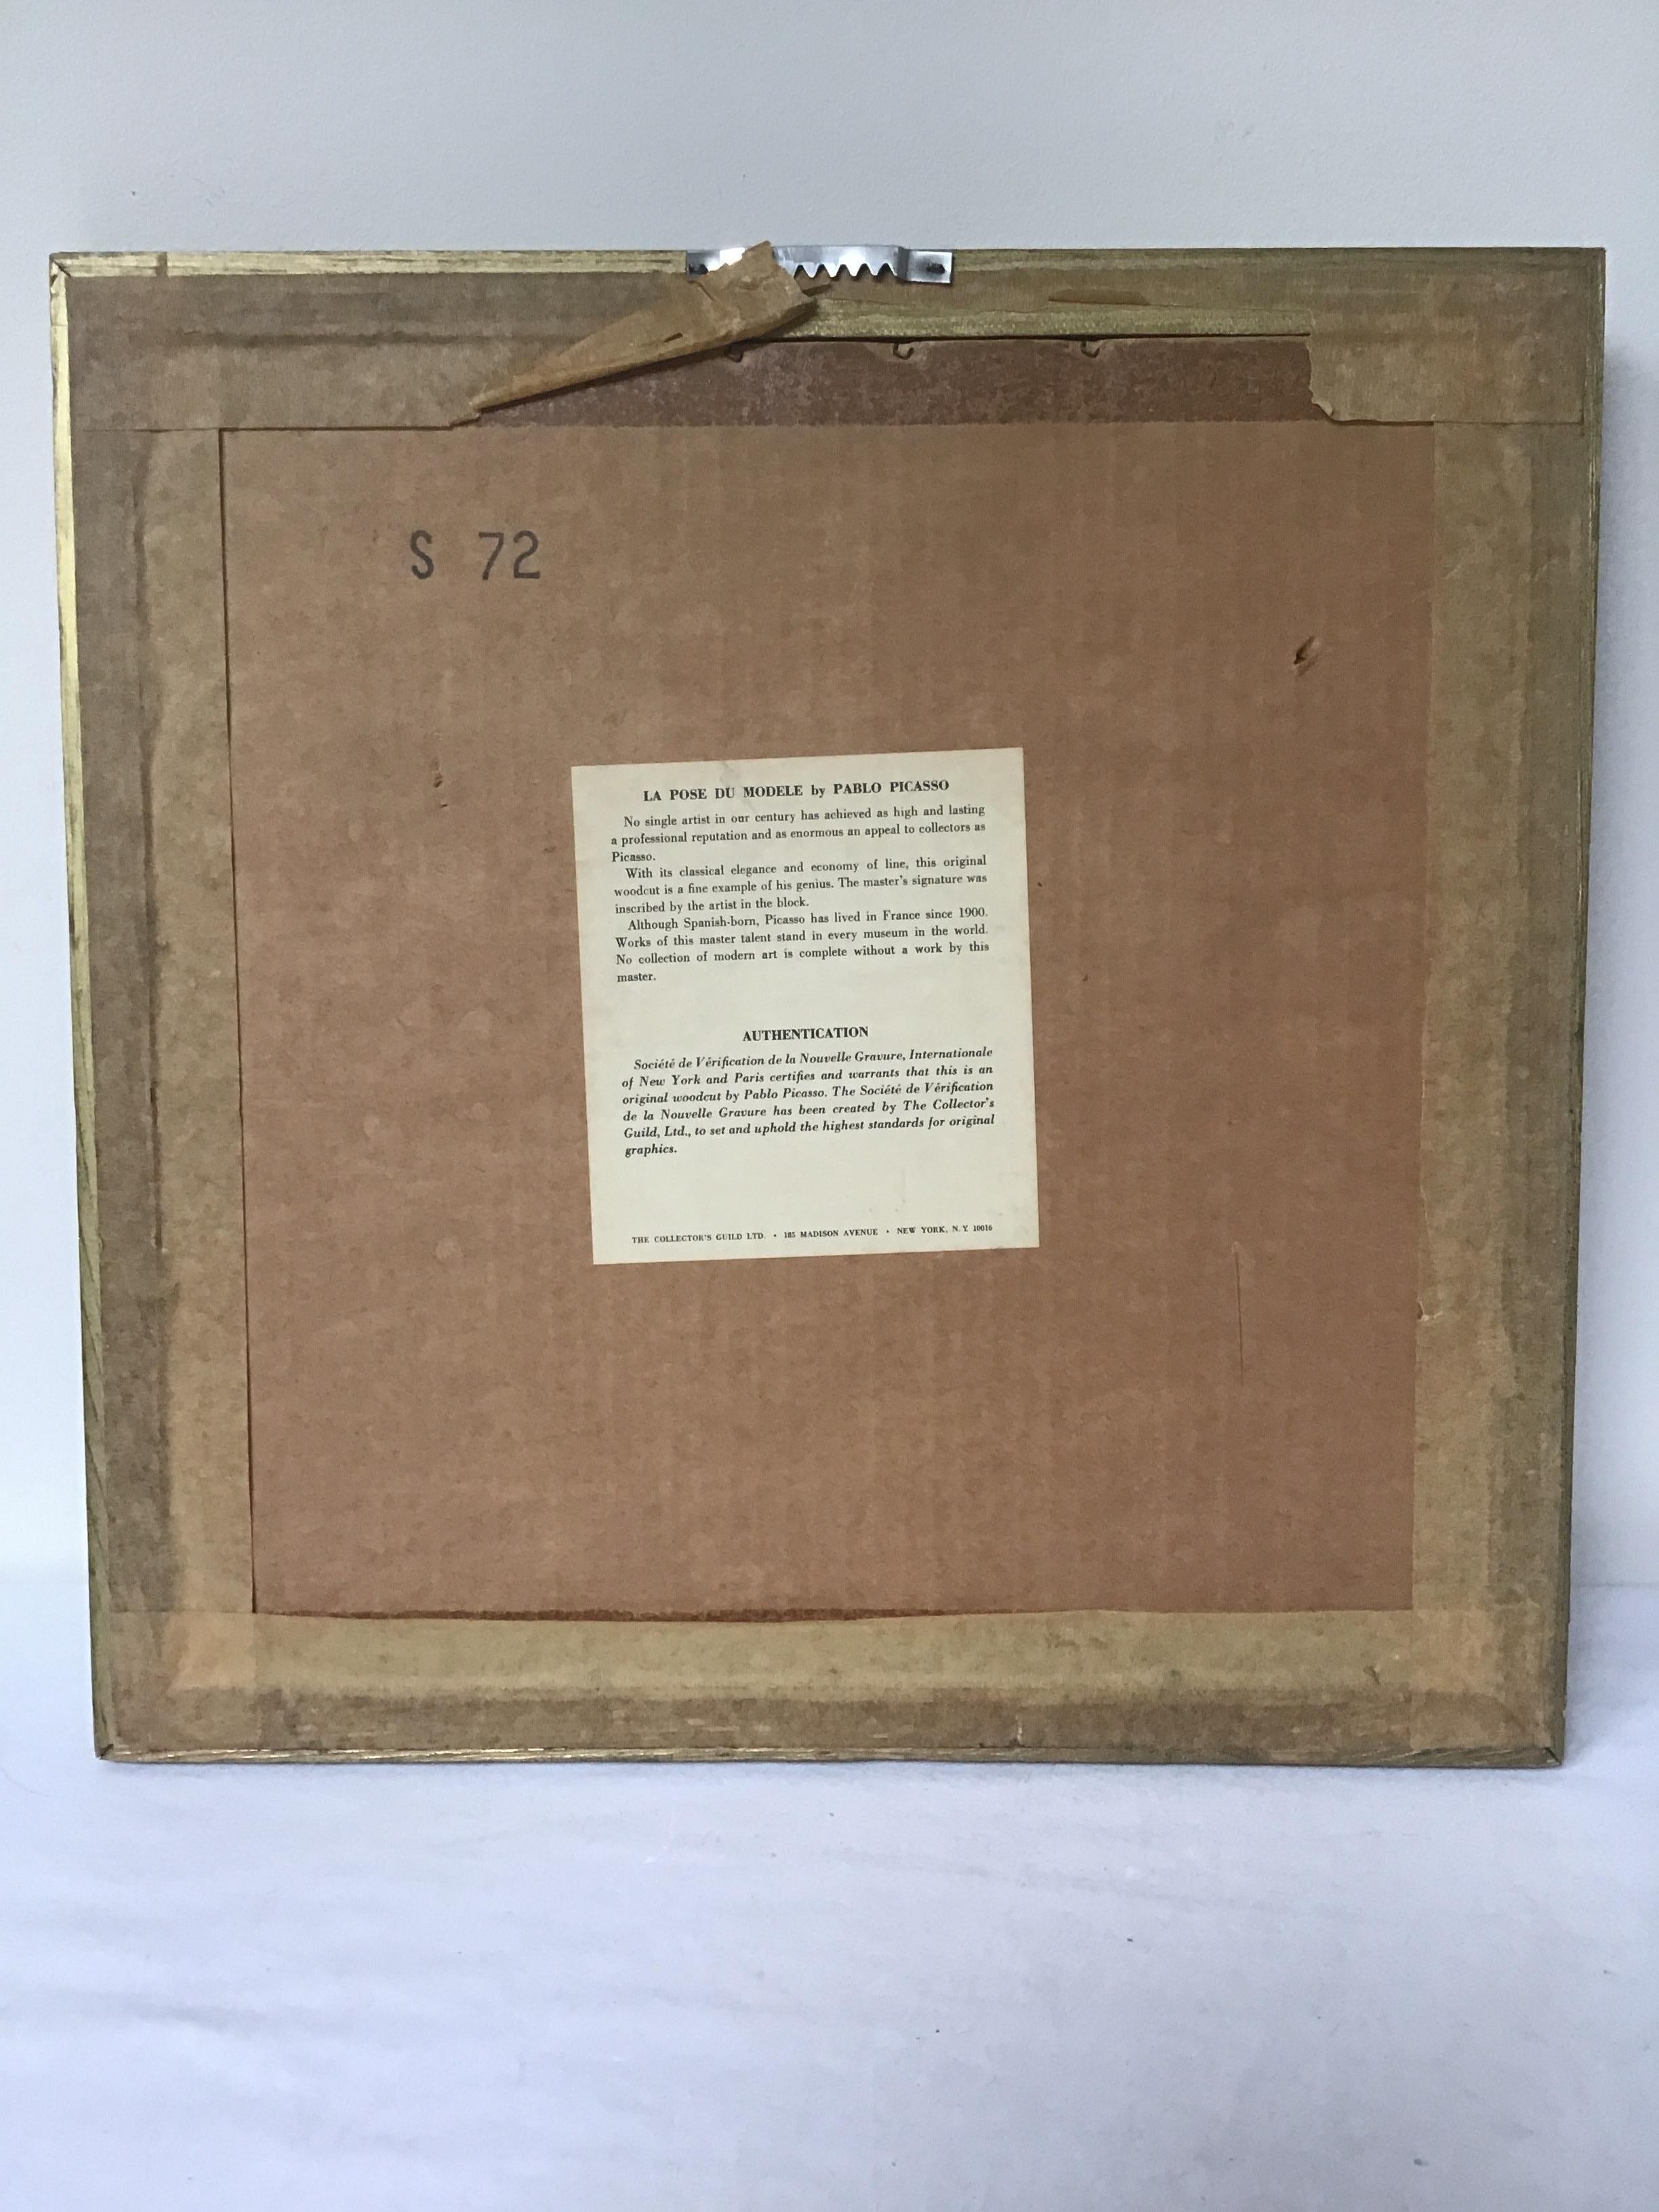 S 72
LA POSE DU MODELE by PABLO PICASSO
No single artist in our century has achieved as high and lasting
a professional reputation and as enormous an appeal to collectors as
Picasso.
With its classical elegance and economy of line, this original
woodcut is a fine example of his genius. The master's signature was
inscribed by the artist in the block.
Although Spanish-born, Picasso has lived in France since 1900.
Works of this master talent stand in every museum in the world.
No collection of modern art is complete without a work by this
master.
AUTHENTICATION
Société de Vérification de la Nouvelle Gravure, Internationale
of New York and Paris certifies and warrants that this is an
original woodcut by Pablo Picasso. The Société de Vérification
de la Nouvelle Gravure has been created by The Collector's
Guild, Ltd., to set and uphold the highest standards for original
graphics.
THE COLLECTOR'S GUILD LTD. • 185 MADISON AVENUE • NEW YORK, N. Y. 10016